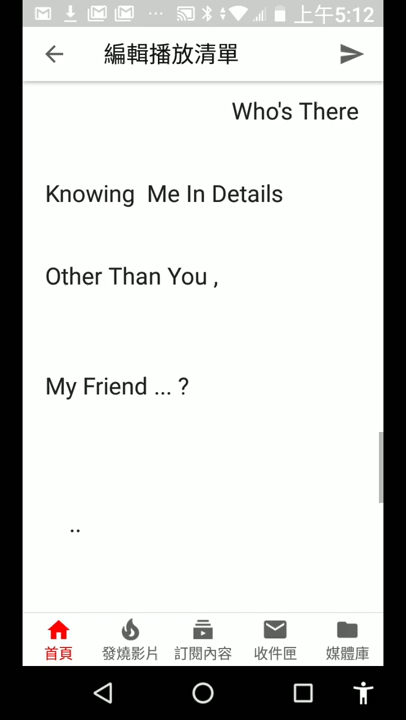 上午5:12
編輯播放清單
Who's There
Knowing  Me In Details
Other Than You ,
My Friend ... ?
..
首頁
發燒影片
訂閱內容
收件匣
媒體庫